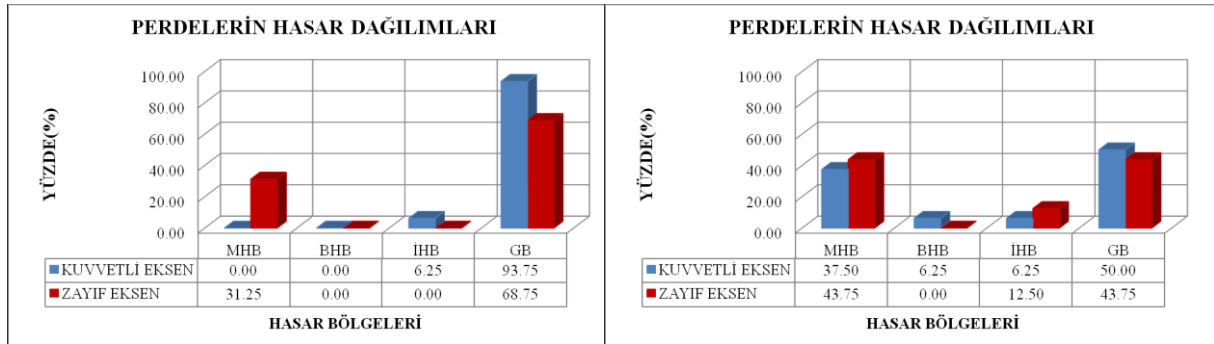 PERDELERİN HASAR DAĞILIMLARI
YÜZDE(%)
100.00
80.00
60.00
40.00
20.00
0.00
MHB BHB İHB GB
KUVVETLİ EKSEN 0.00 0.00 6.25 93.75
ZAYIF EKSEN 31.25 0.00 0.00 68.75
HASAR BÖLGELERİ
PERDELERİN HASAR DAĞILIMLARI
YÜZDE(%)
100.00
80.00
60.00
40.00
20.00
0.00
MHB BHB İHB GB
KUVVETLİ EKSEN 37.50 6.25 6.25 50.00
ZAYIF EKSEN 43.75 0.00 12.50 43.75
HASAR BÖLGELERİ